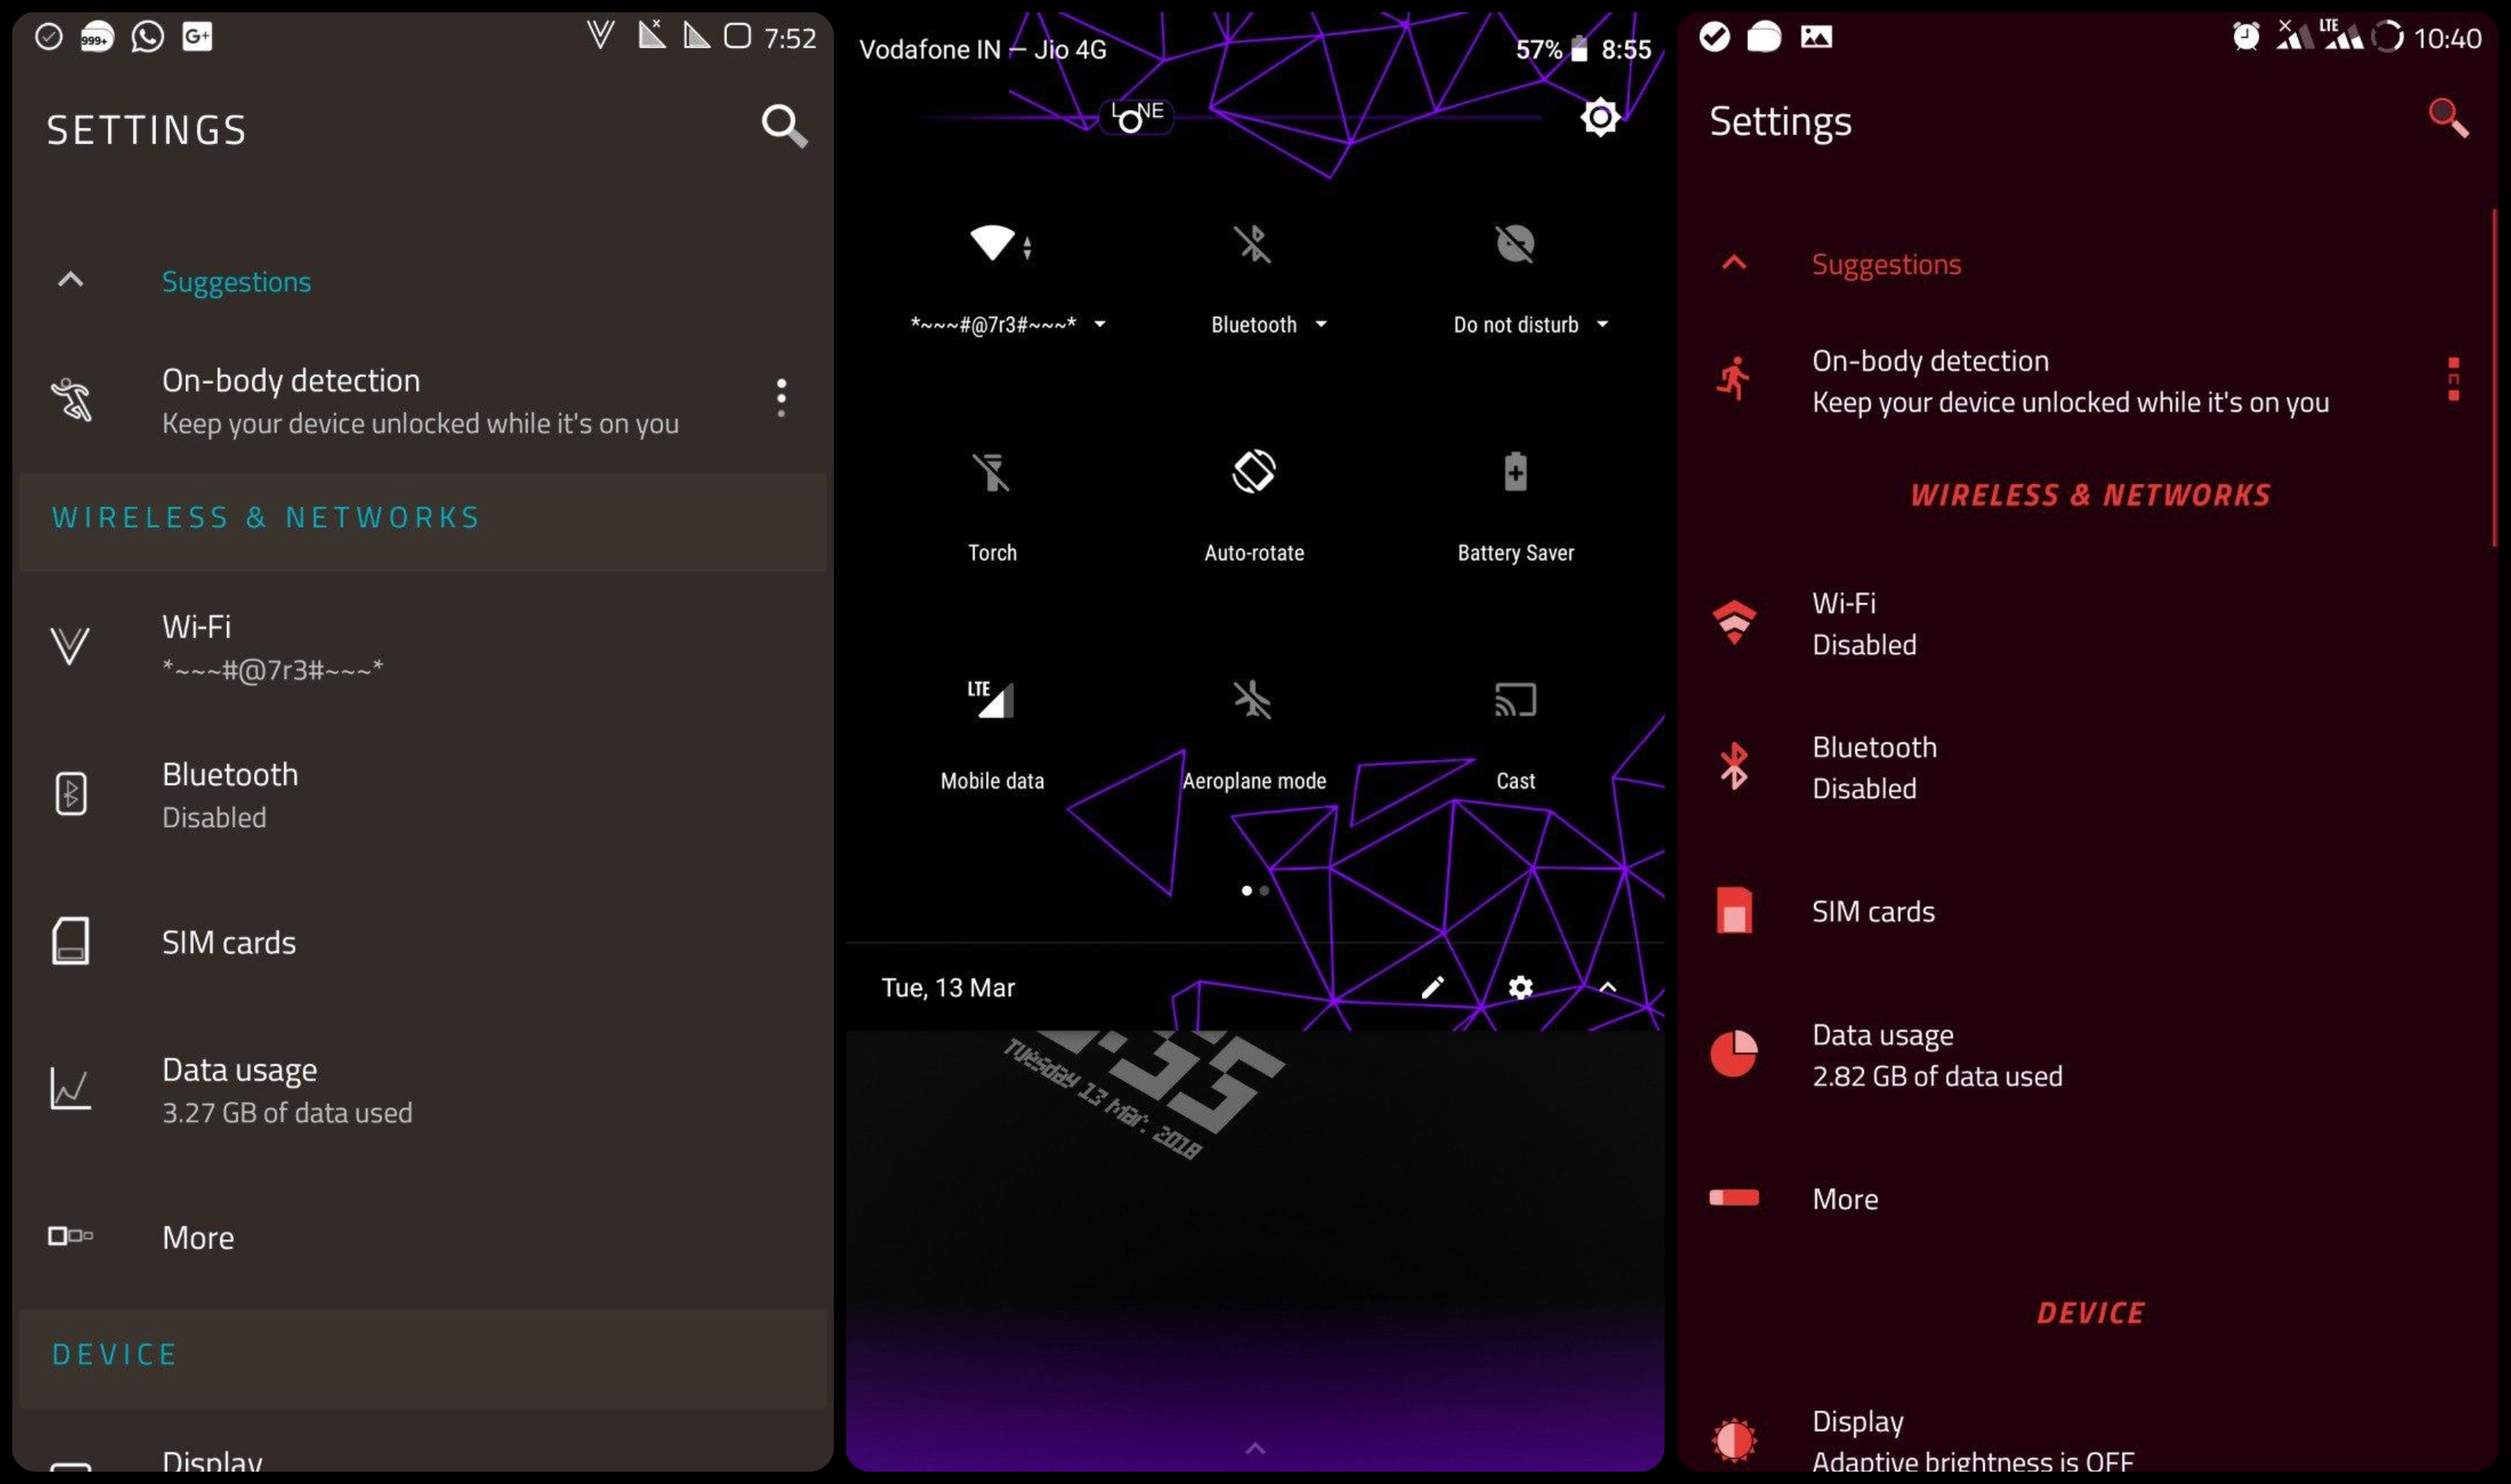 999+
G+
7:52
SETTINGS
Suggestions
On-body detection
Keep your device unlocked while it's on you
WIRELESS & NETWORKS
Wi-Fi
*~~~#@7r3#~~~*
Bluetooth
Disabled
SIM cards
Data usage
3.27 GB of data used
More
DEVICE
Display
Vodafone IN — Jio 4G
57% 8:55
LONE
*~~~#@7r3#~~~*
Bluetooth
Do not disturb
Torch
Auto-rotate
Battery Saver
LTE
Mobile data
Aeroplane mode
Cast
Tue, 13 Mar
:35
Tuesday 13 Mar. 2018
LTE
10:40
Settings
Suggestions
On-body detection
Keep your device unlocked while it's on you
WIRELESS & NETWORKS
Wi-Fi
Disabled
Bluetooth
Disabled
SIM cards
Data usage
2.82 GB of data used
More
DEVICE
Display
Adaptive brightness is OFF